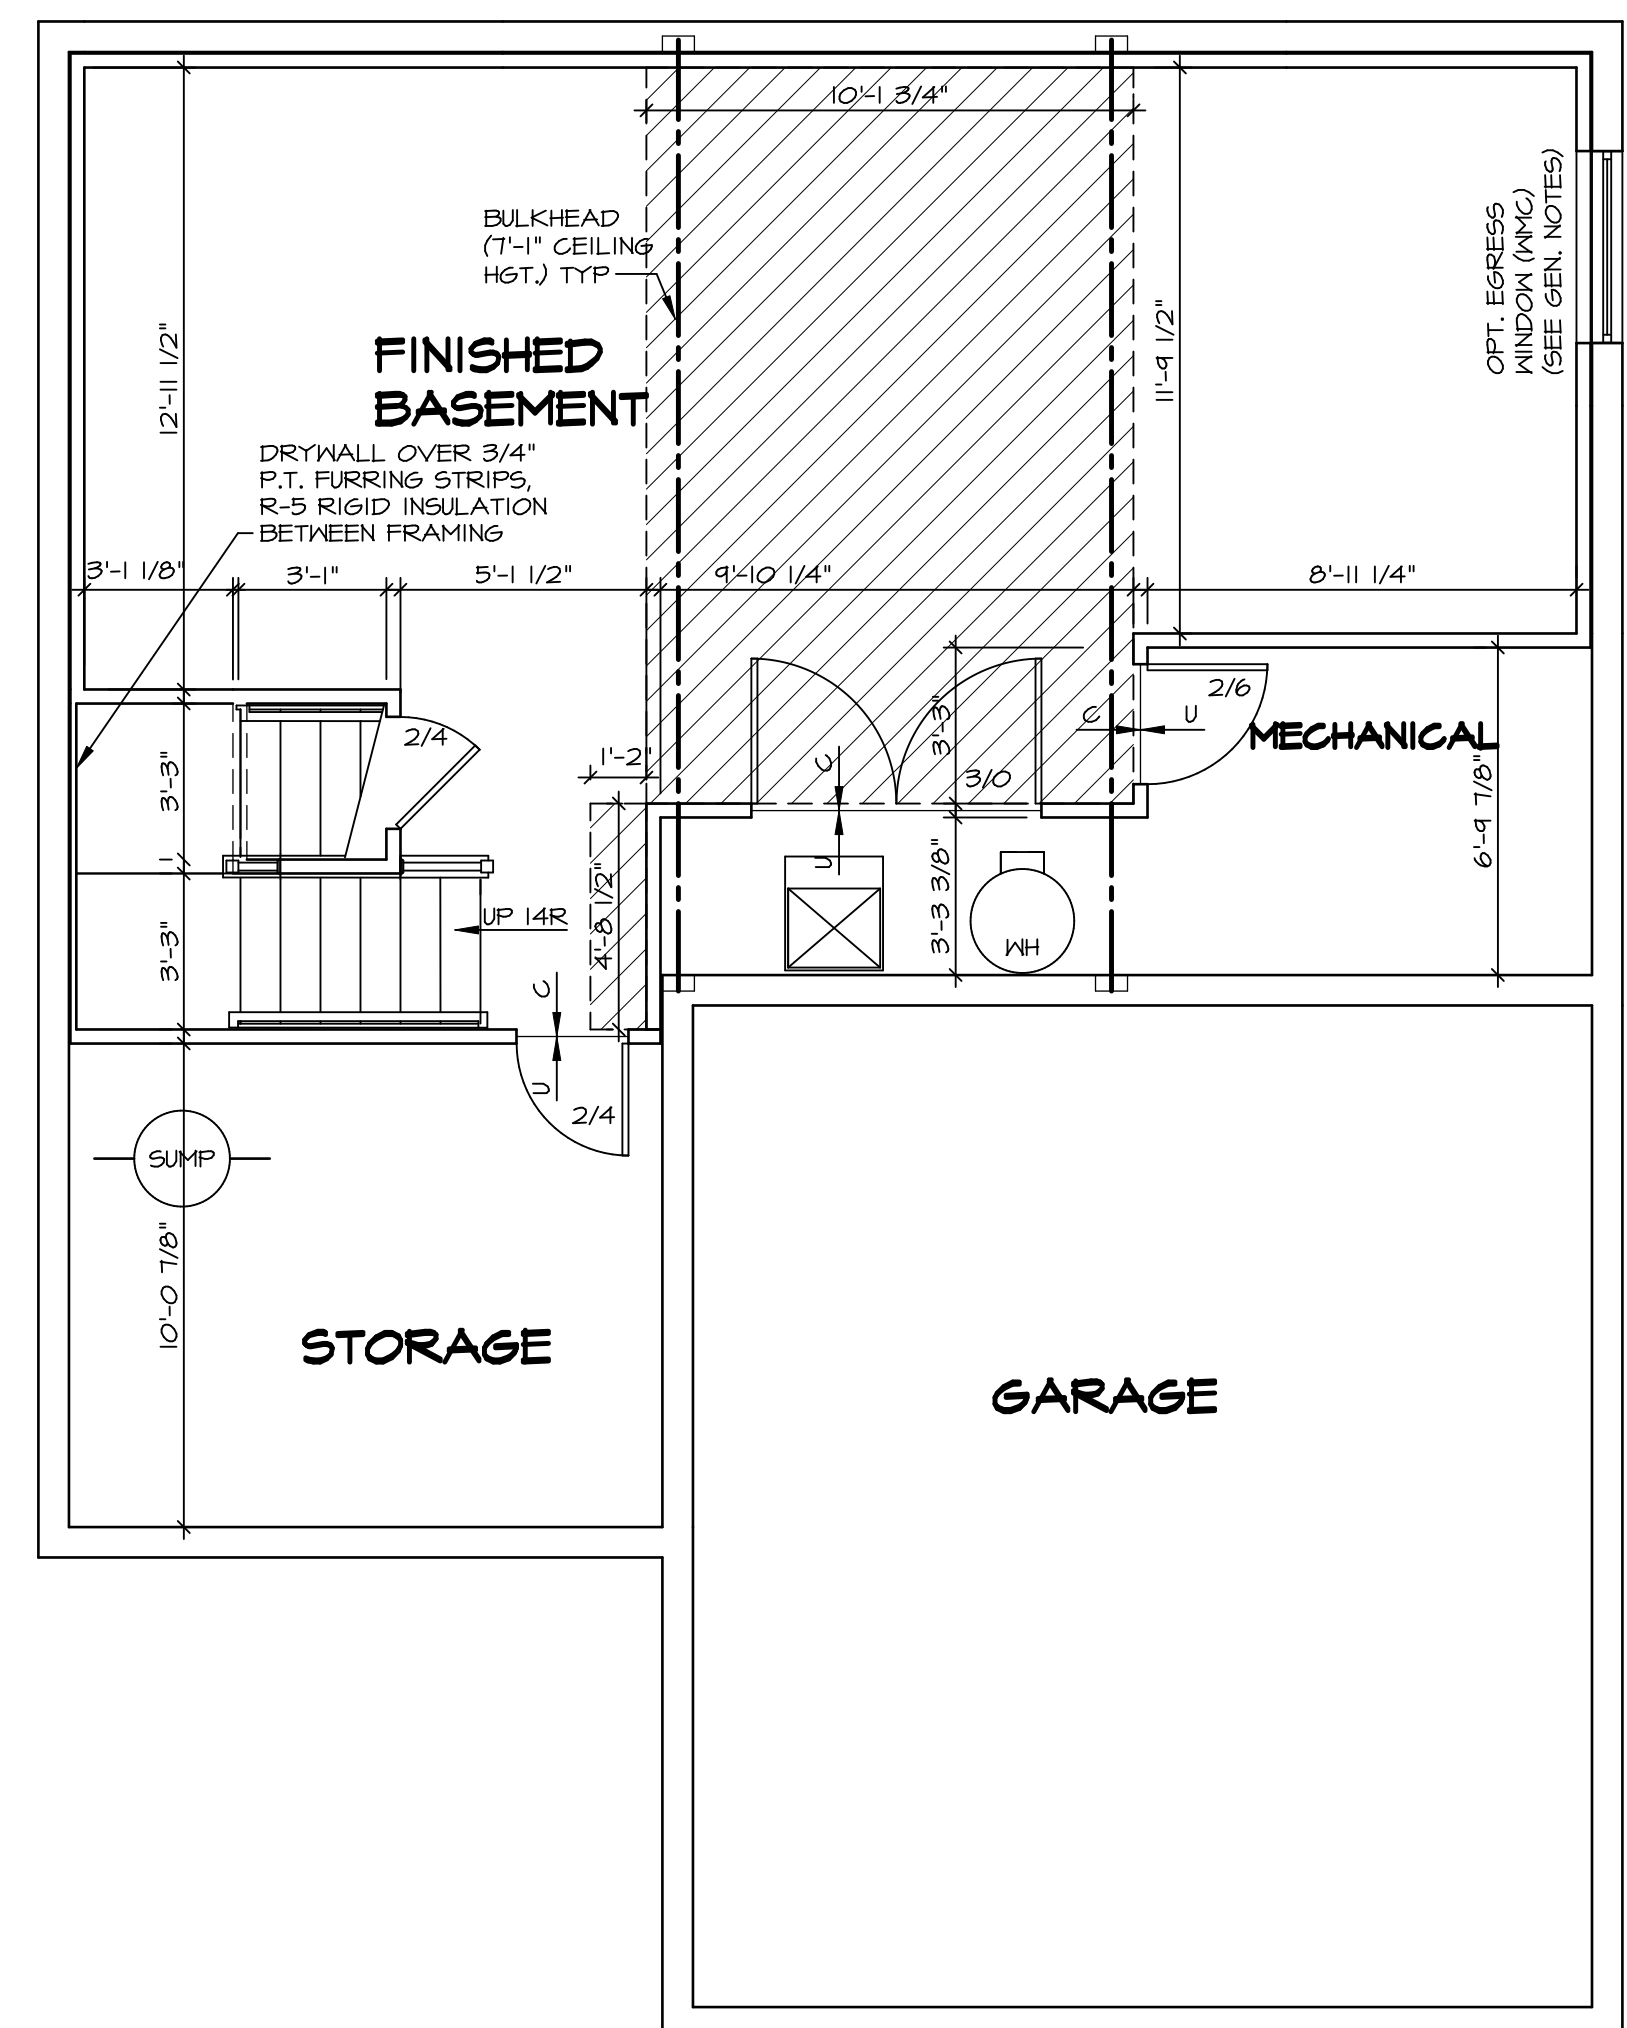 10'-1 3/4"
BULKHEAD
(7'-1" CEILING
HGT.) TYP
OPT. EGRESS
WINDOW (WMC)
(SEE GEN. NOTES)
12'-11 1/2"
11'-9 1/2"
FINISHED
BASEMENT
DRYWALL OVER 3/4"
P.T. FURRING STRIPS,
R-5 RIGID INSULATION
BETWEEN FRAMING
3'-1 1/8"
3'-1"
5'-1 1/2"
9'-10 1/4"
8'-11 1/4"
2/6
C
U
MECHANICAL
2/4
3'-3"
1'-2"
C
3'-3"
3/0
U
6'-9 7/8"
4'-8 1/2"
3'-3 3/8"
UP 14R
3'-3"
WH
C
U
2/4
SUMP
10'-0 7/8"
STORAGE
GARAGE